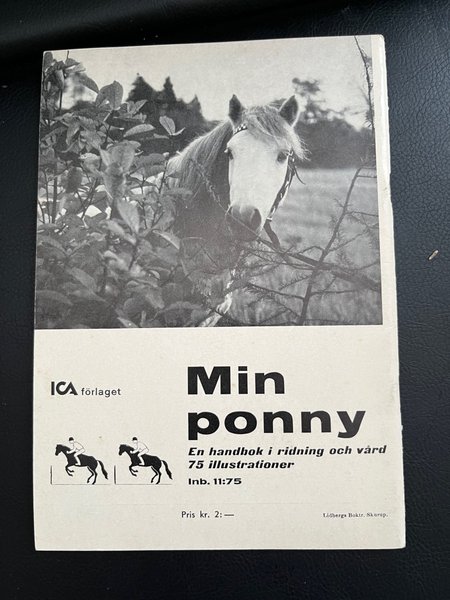 ICA förlaget
Min
ponny
En handbok i ridning och vård
75 illustrationer
Inb. 11:75
Pris kr. 2:—
Lidbergs Boktr. Skurup.